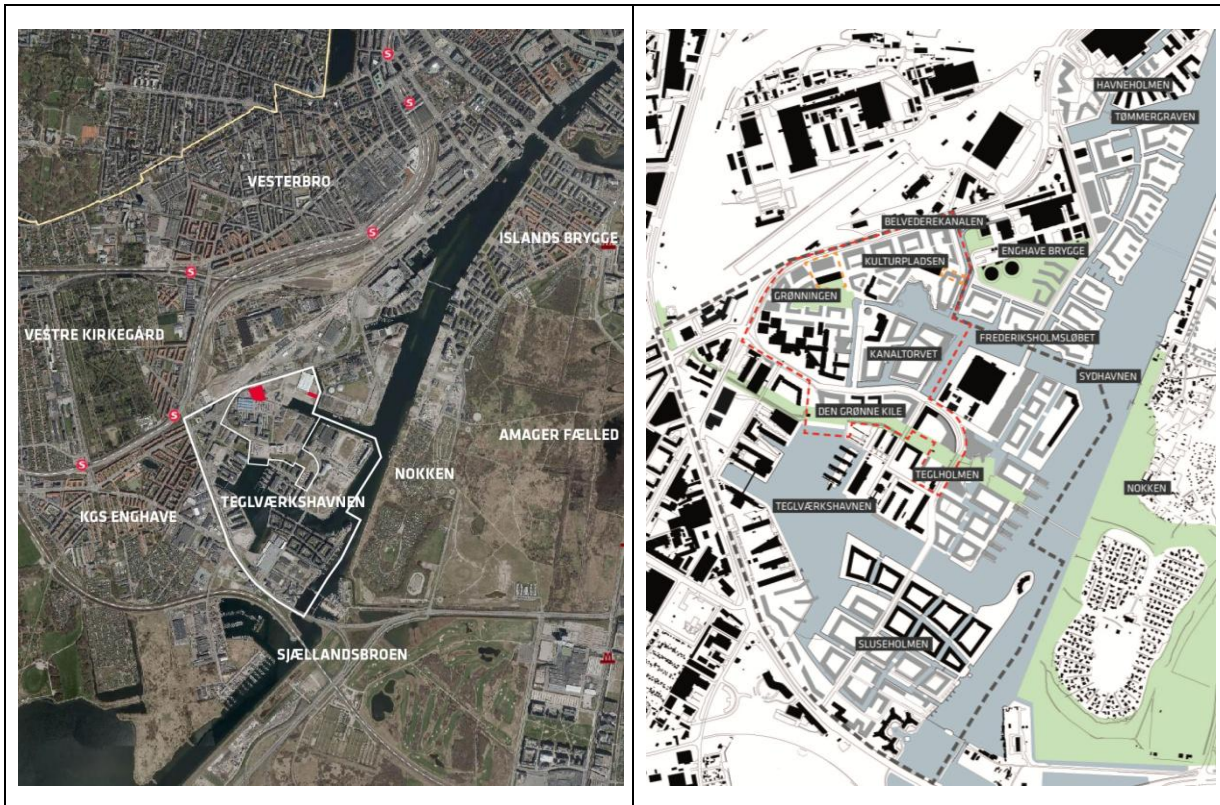 S
S
VESTERBRO
S
ISLANDS BRYGGE
S
VESTRE KIRKEGÅRD
S
AMAGER FÆLLED
NOKKEN
S
TEGLVÆRKSHAVNEN
KGS ENGHAVE
SJÆLLANDSBROEN
HAVNEHOLMEN
TØMMERGRAVEN
BELVEDEREKANALEN
ENGHAVE BRYGGE
KULTURPLADSEN
GRØNNINGEN
FREDERIKSHOLMSLØBET
KANALTORVET
SYDHAVNEN
DEN GRØNNE KILE
TEGLHOLMEN
NOKKEN
TEGLVÆRKSHAVNEN
SLUSEHOLMEN